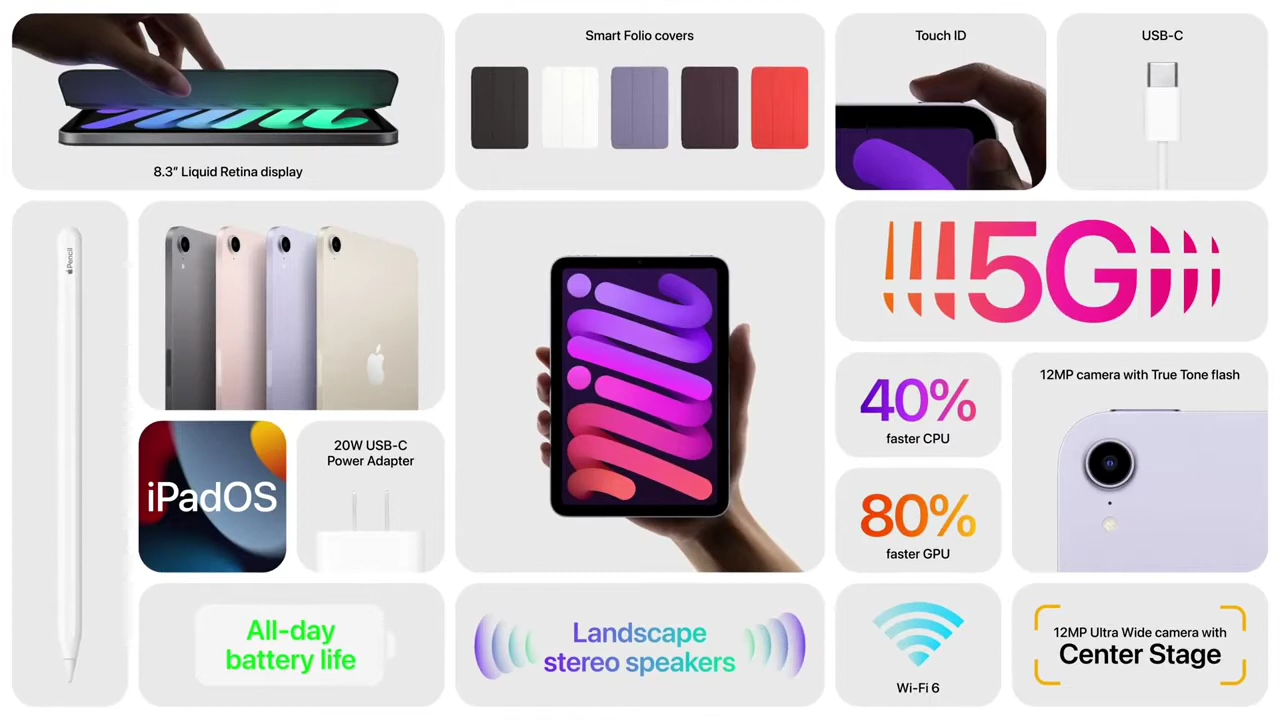 8.3” Liquid Retina display
Smart Folio covers
Touch ID
USB-C
Pencil
5G
40%
faster CPU
12MP camera with True Tone flash
iPadOS
20W USB-C
Power Adapter
80%
faster GPU
All-day
battery life
Landscape
stereo speakers
Wi-Fi 6
12MP Ultra Wide camera with
Center Stage